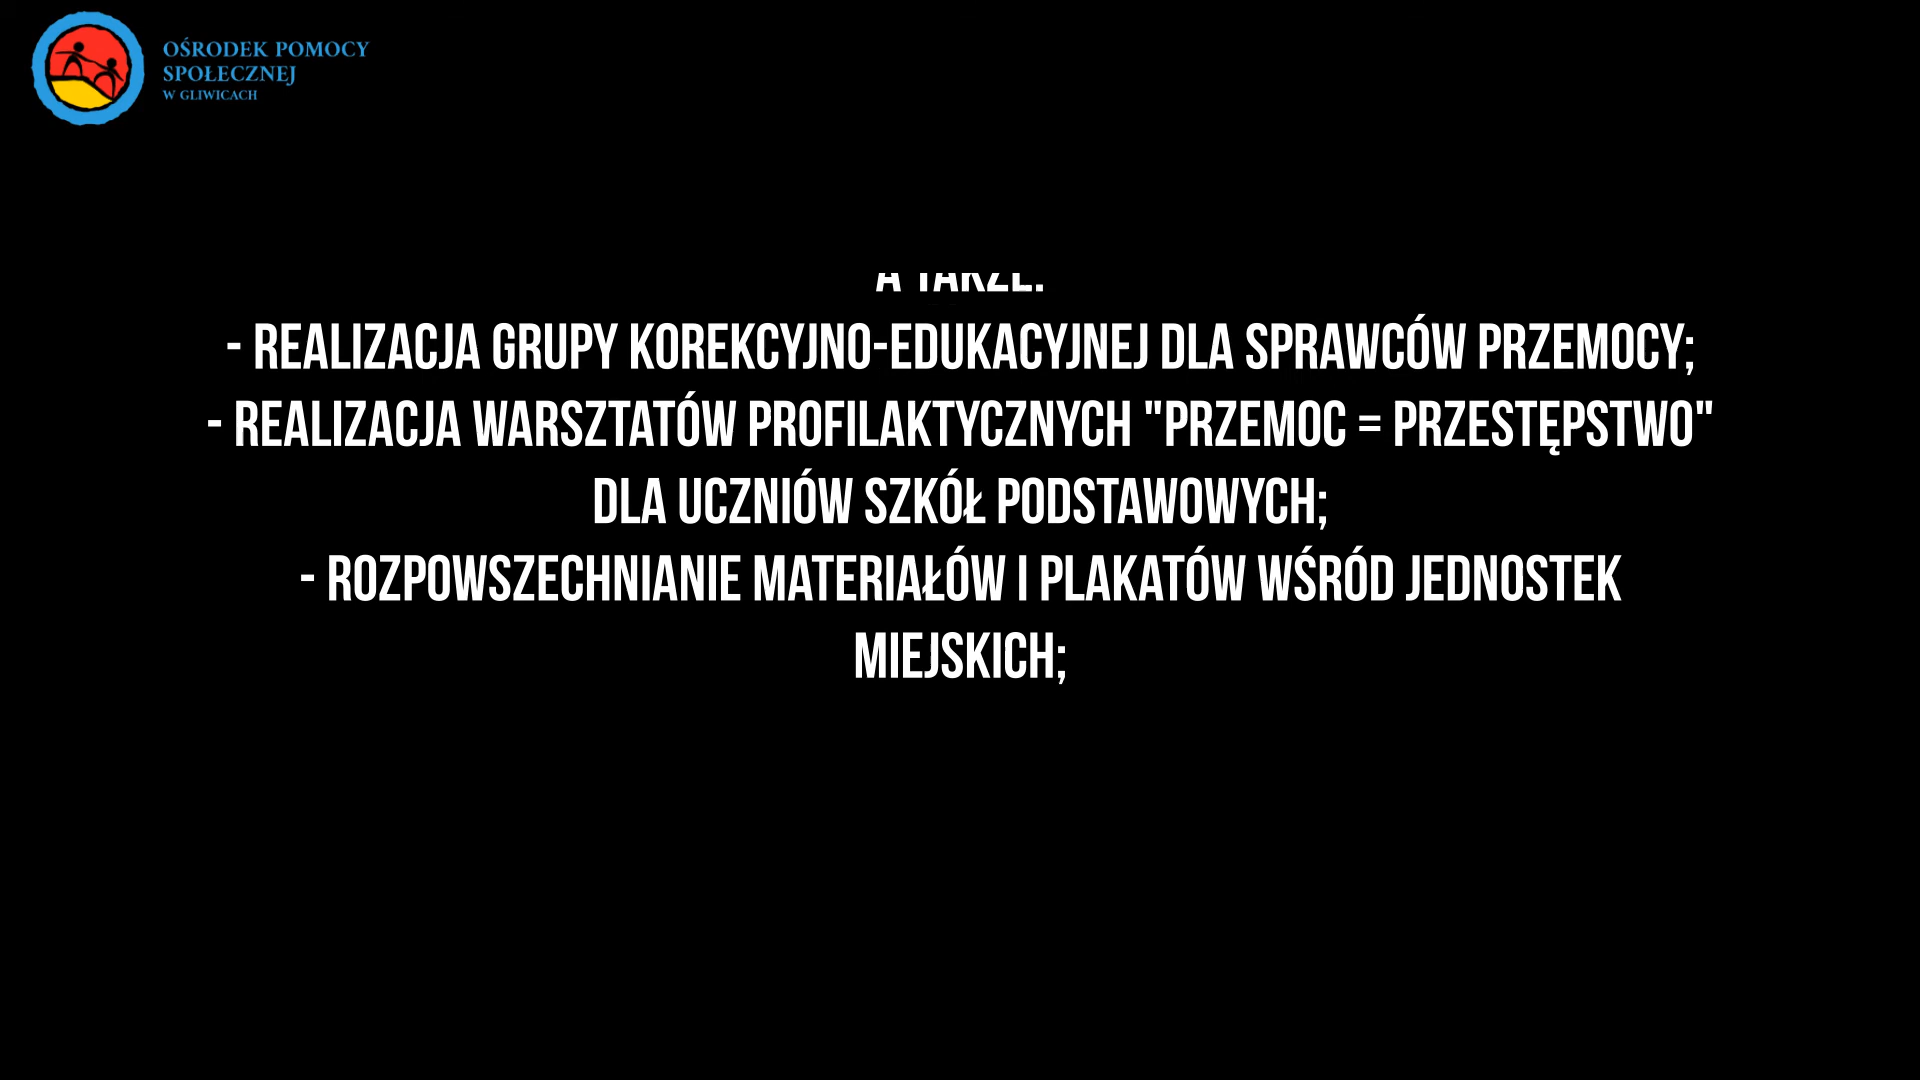 OŚRODEK POMOCY
SPOŁECZNEJ
W GLIWICACH
A TAKŻE:
- REALIZACJA GRUPY KOREKCYJNO-EDUKACYJNEJ DLA SPRAWCÓW PRZEMOCY;
- REALIZACJA WARSZTATÓW PROFILAKTYCZNYCH "PRZEMOC = PRZESTĘPSTWO"
DLA UCZNIÓW SZKÓŁ PODSTAWOWYCH;
- ROZPOWSZECHNIANIE MATERIAŁÓW I PLAKATÓW WŚRÓD JEDNOSTEK
MIEJSKICH;